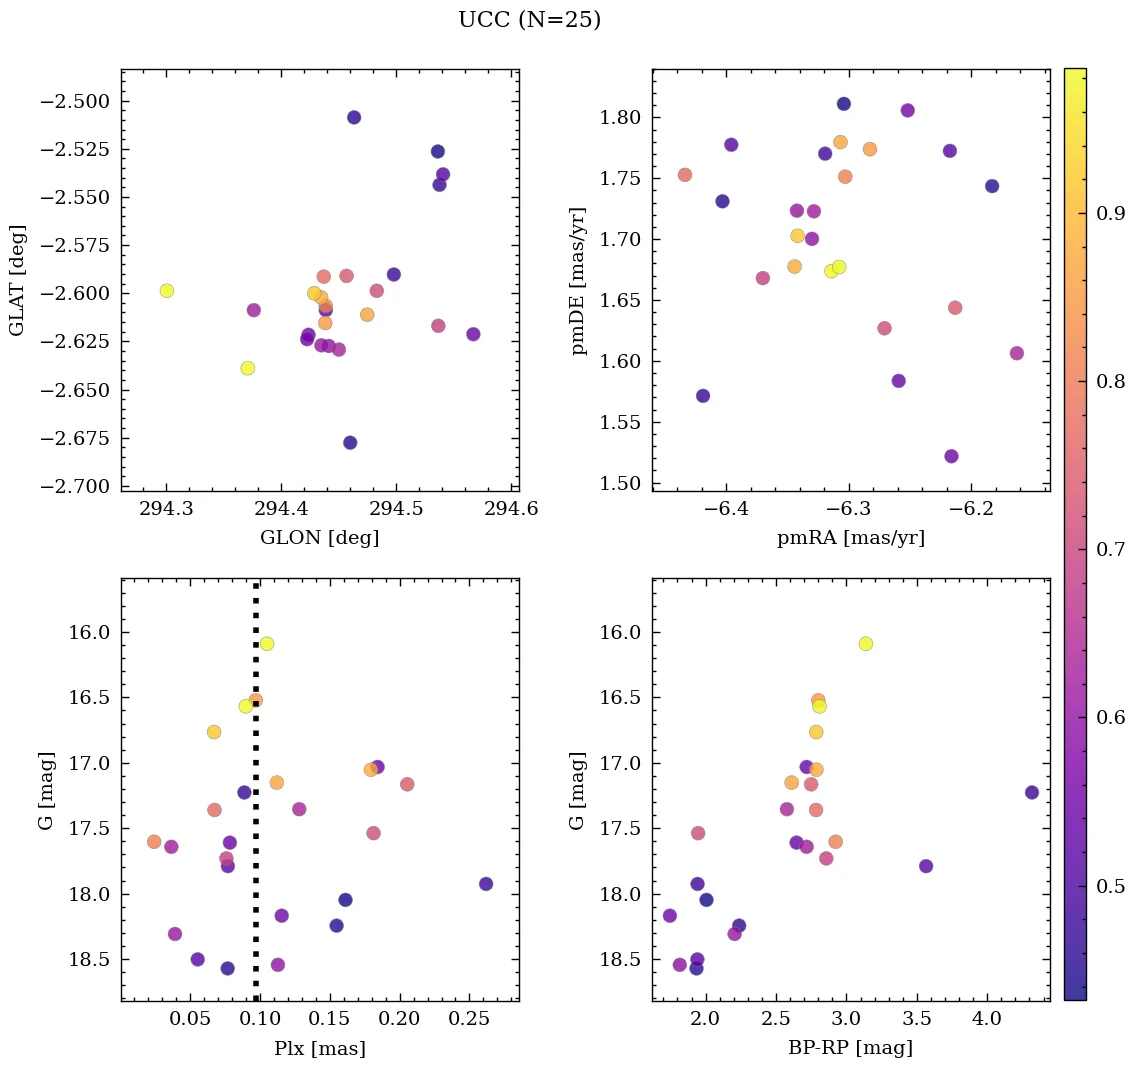 UCC (N=25)
−2.500
−2.525
−2.550
−2.575
−2.600
−2.625
−2.650
−2.675
−2.700
GLAT [deg]
294.3 294.4 294.5 294.6
GLON [deg]
1.80
1.75
1.70
1.65
1.60
1.55
1.50
pmDE [mas/yr]
−6.4 −6.3 −6.2
pmRA [mas/yr]
16.0
16.5
17.0
17.5
18.0
18.5
G [mag]
0.05 0.10 0.15 0.20 0.25
Plx [mas]
16.0
16.5
17.0
17.5
18.0
18.5
G [mag]
2.0 2.5 3.0 3.5 4.0
BP-RP [mag]
0.9
0.8
0.7
0.6
0.5